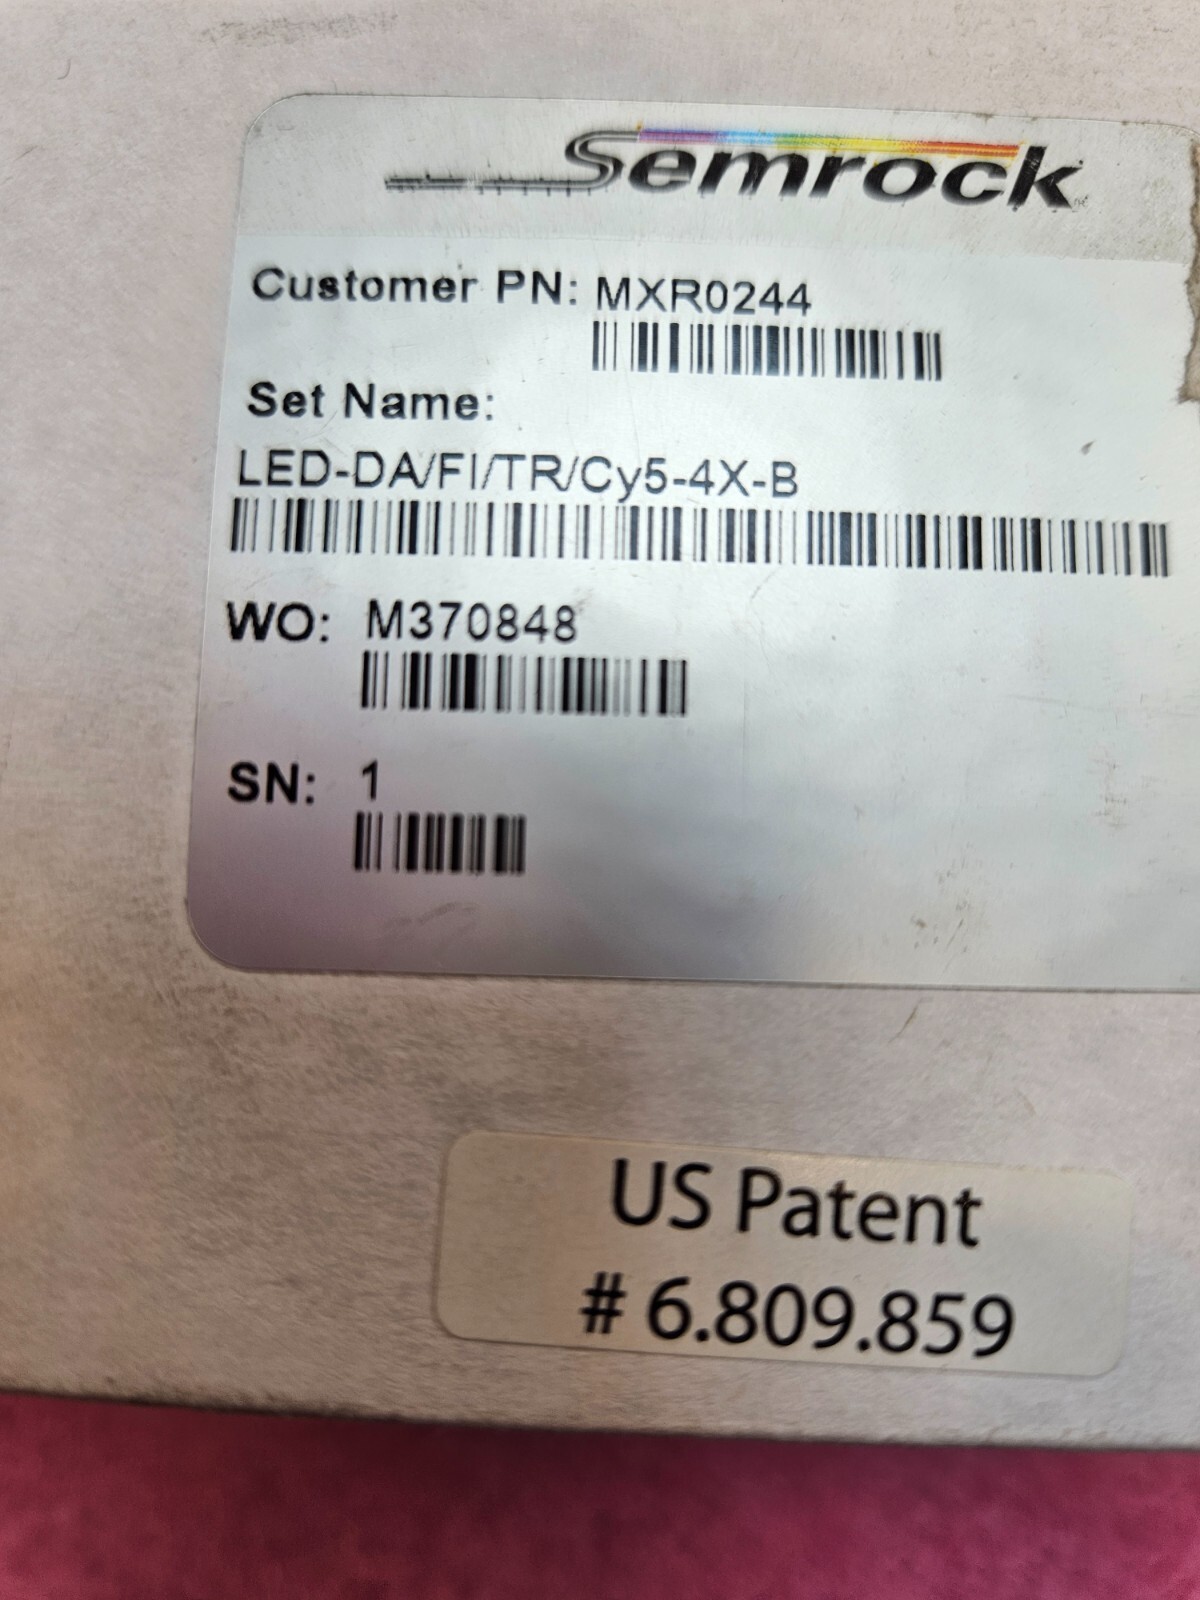 Semrock
Customer PN: MXR0244
Set Name:
LED-DA/FI/TR/Cy5-4X-B
WO: M370848
SN: 1
US Patent
# 6.809.859